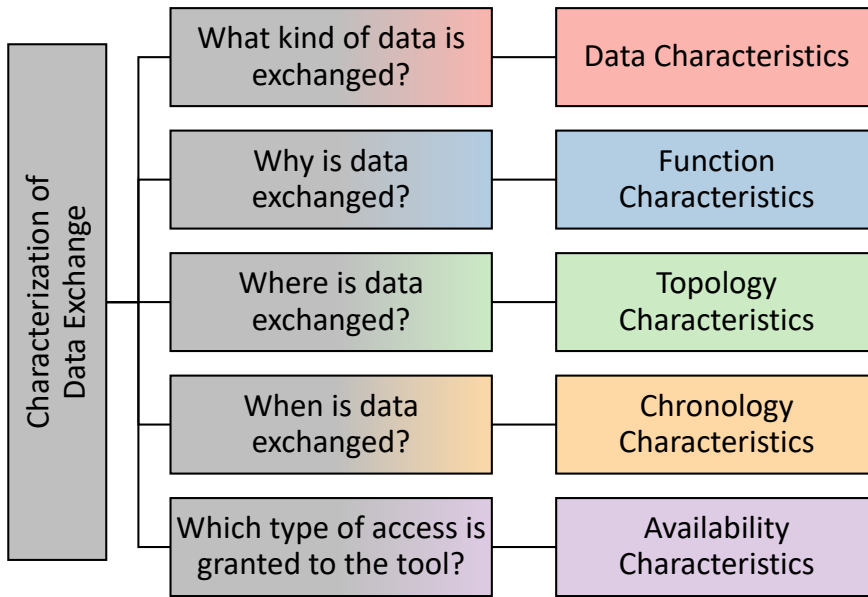 Characterization of
Data Exchange
What kind of data is
exchanged?
Data Characteristics
Why is data
exchanged?
Function
Characteristics
Where is data
exchanged?
Topology
Characteristics
When is data
exchanged?
Chronology
Characteristics
Which type of access is
granted to the tool?
Availability
Characteristics